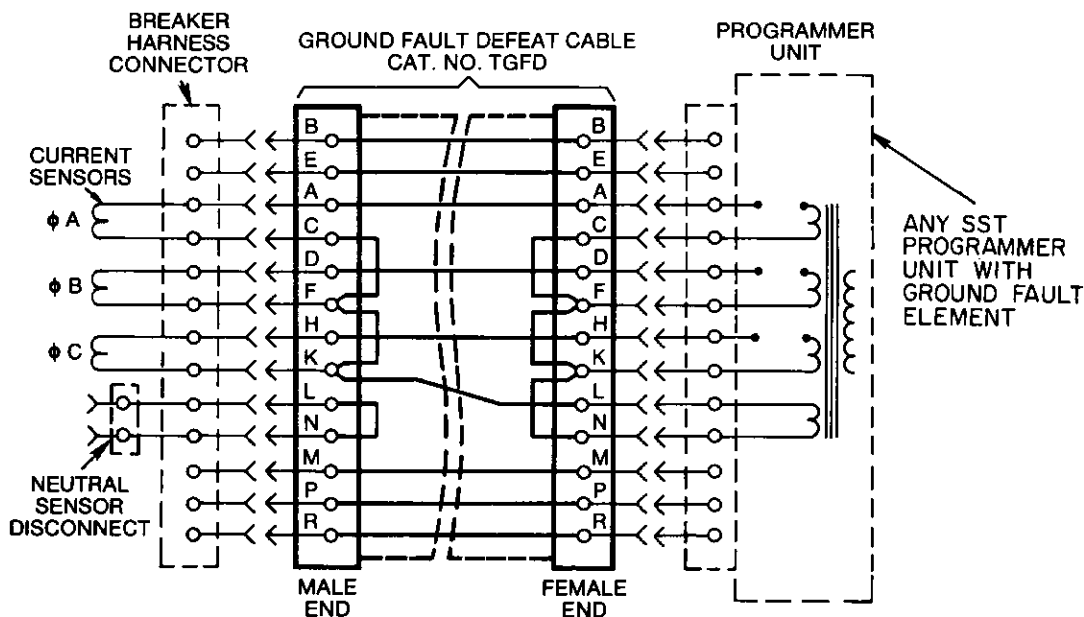 BREAKER
HARNESS
CONNECTOR
GROUND FAULT DEFEAT CABLE
CAT. NO. TGFD
PROGRAMMER
UNIT
CURRENT
SENSORS
ϕ A
ϕ B
ϕ C
NEUTRAL
SENSOR
DISCONNECT
B
E
A
C
D
F
H
K
L
N
M
P
R
MALE
END
B
E
A
C
D
F
H
K
L
N
M
P
R
FEMALE
END
ANY SST
PROGRAMMER
UNIT WITH
GROUND FAULT
ELEMENT